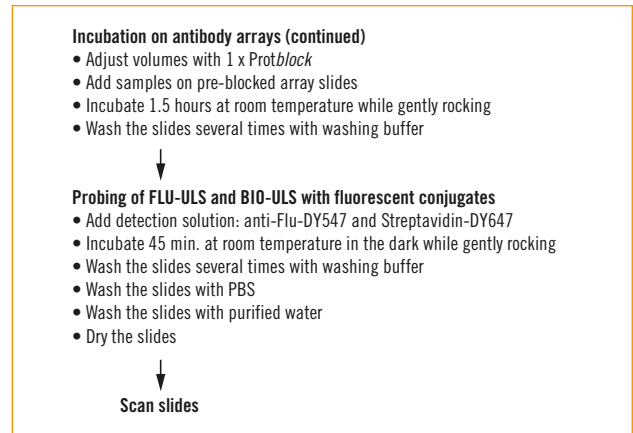 Incubation on antibody arrays (continued)
• Adjust volumes with 1 x Protblock
• Add samples on pre-blocked array slides
• Incubate 1.5 hours at room temperature while gently rocking
• Wash the slides several times with washing buffer
Probing of FLU-ULS and BIO-ULS with fluorescent conjugates
• Add detection solution: anti-Flu-DY547 and Streptavidin-DY647
• Incubate 45 min. at room temperature in the dark while gently rocking
• Wash the slides several times with washing buffer
• Wash the slides with PBS
• Wash the slides with purified water
• Dry the slides
Scan slides